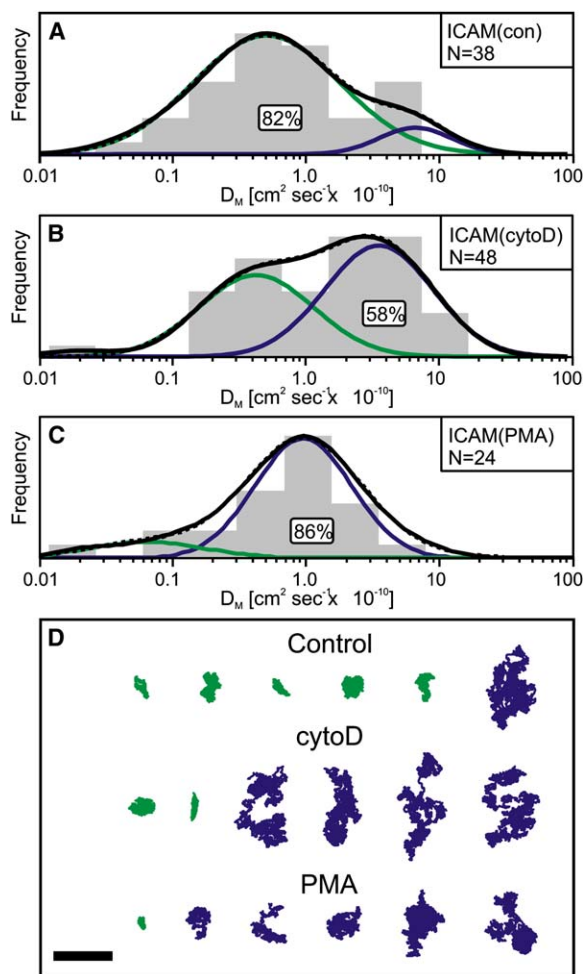 A
ICAM(con)
N=38
Frequency
82%
0.01 0.1 1.0 10 100
D_M [cm² sec⁻¹x 10⁻¹⁰]
B
ICAM(cytoD)
N=48
Frequency
58%
0.01 0.1 1.0 10 100
D_M [cm² sec⁻¹x 10⁻¹⁰]
C
ICAM(PMA)
N=24
Frequency
86%
0.01 0.1 1.0 10 100
D_M [cm² sec⁻¹x 10⁻¹⁰]
D
Control
cytoD
PMA